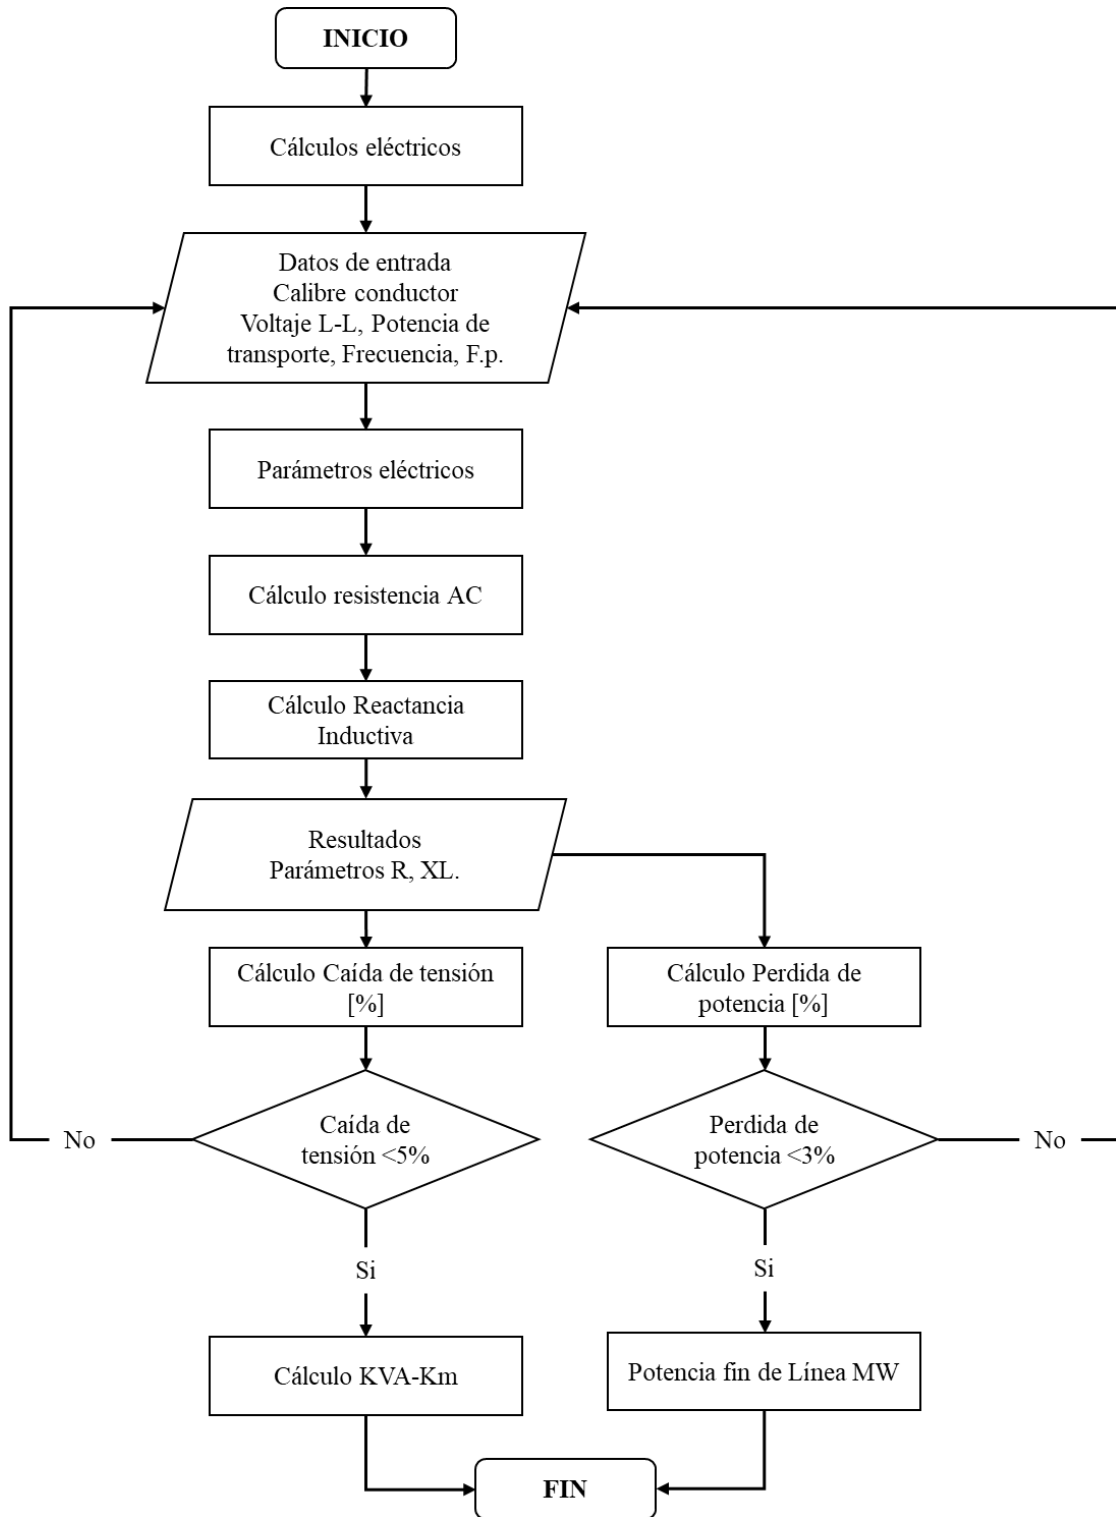 INICIO
Cálculos eléctricos
Datos de entrada
Calibre conductor
Voltaje L-L, Potencia de
transporte, Frecuencia, F.p.
Parámetros eléctricos
Cálculo resistencia AC
Cálculo Reactancia
Inductiva
Resultados
Parámetros R, XL.
Cálculo Caída de tensión
[%]
Cálculo Perdida de
potencia [%]
No
Caída de
tensión <5%
Perdida de
potencia <3%
No
Si
Si
Cálculo KVA-Km
Potencia fin de Línea MW
FIN